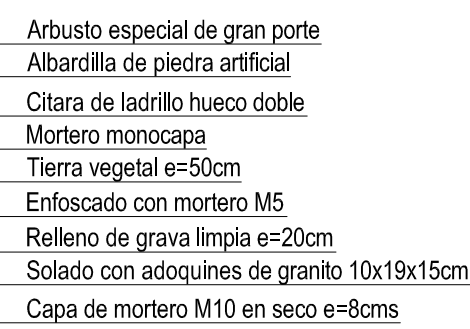 Arbusto especial de gran porte
Albardilla de piedra artificial
Citara de ladrillo hueco doble
Mortero monocapa
Tierra vegetal e=50cm
Enfoscado con mortero M5
Relleno de grava limpia e=20cm
Solado con adoquines de granito 10x19x15cm
Capa de mortero M10 en seco e=8cms